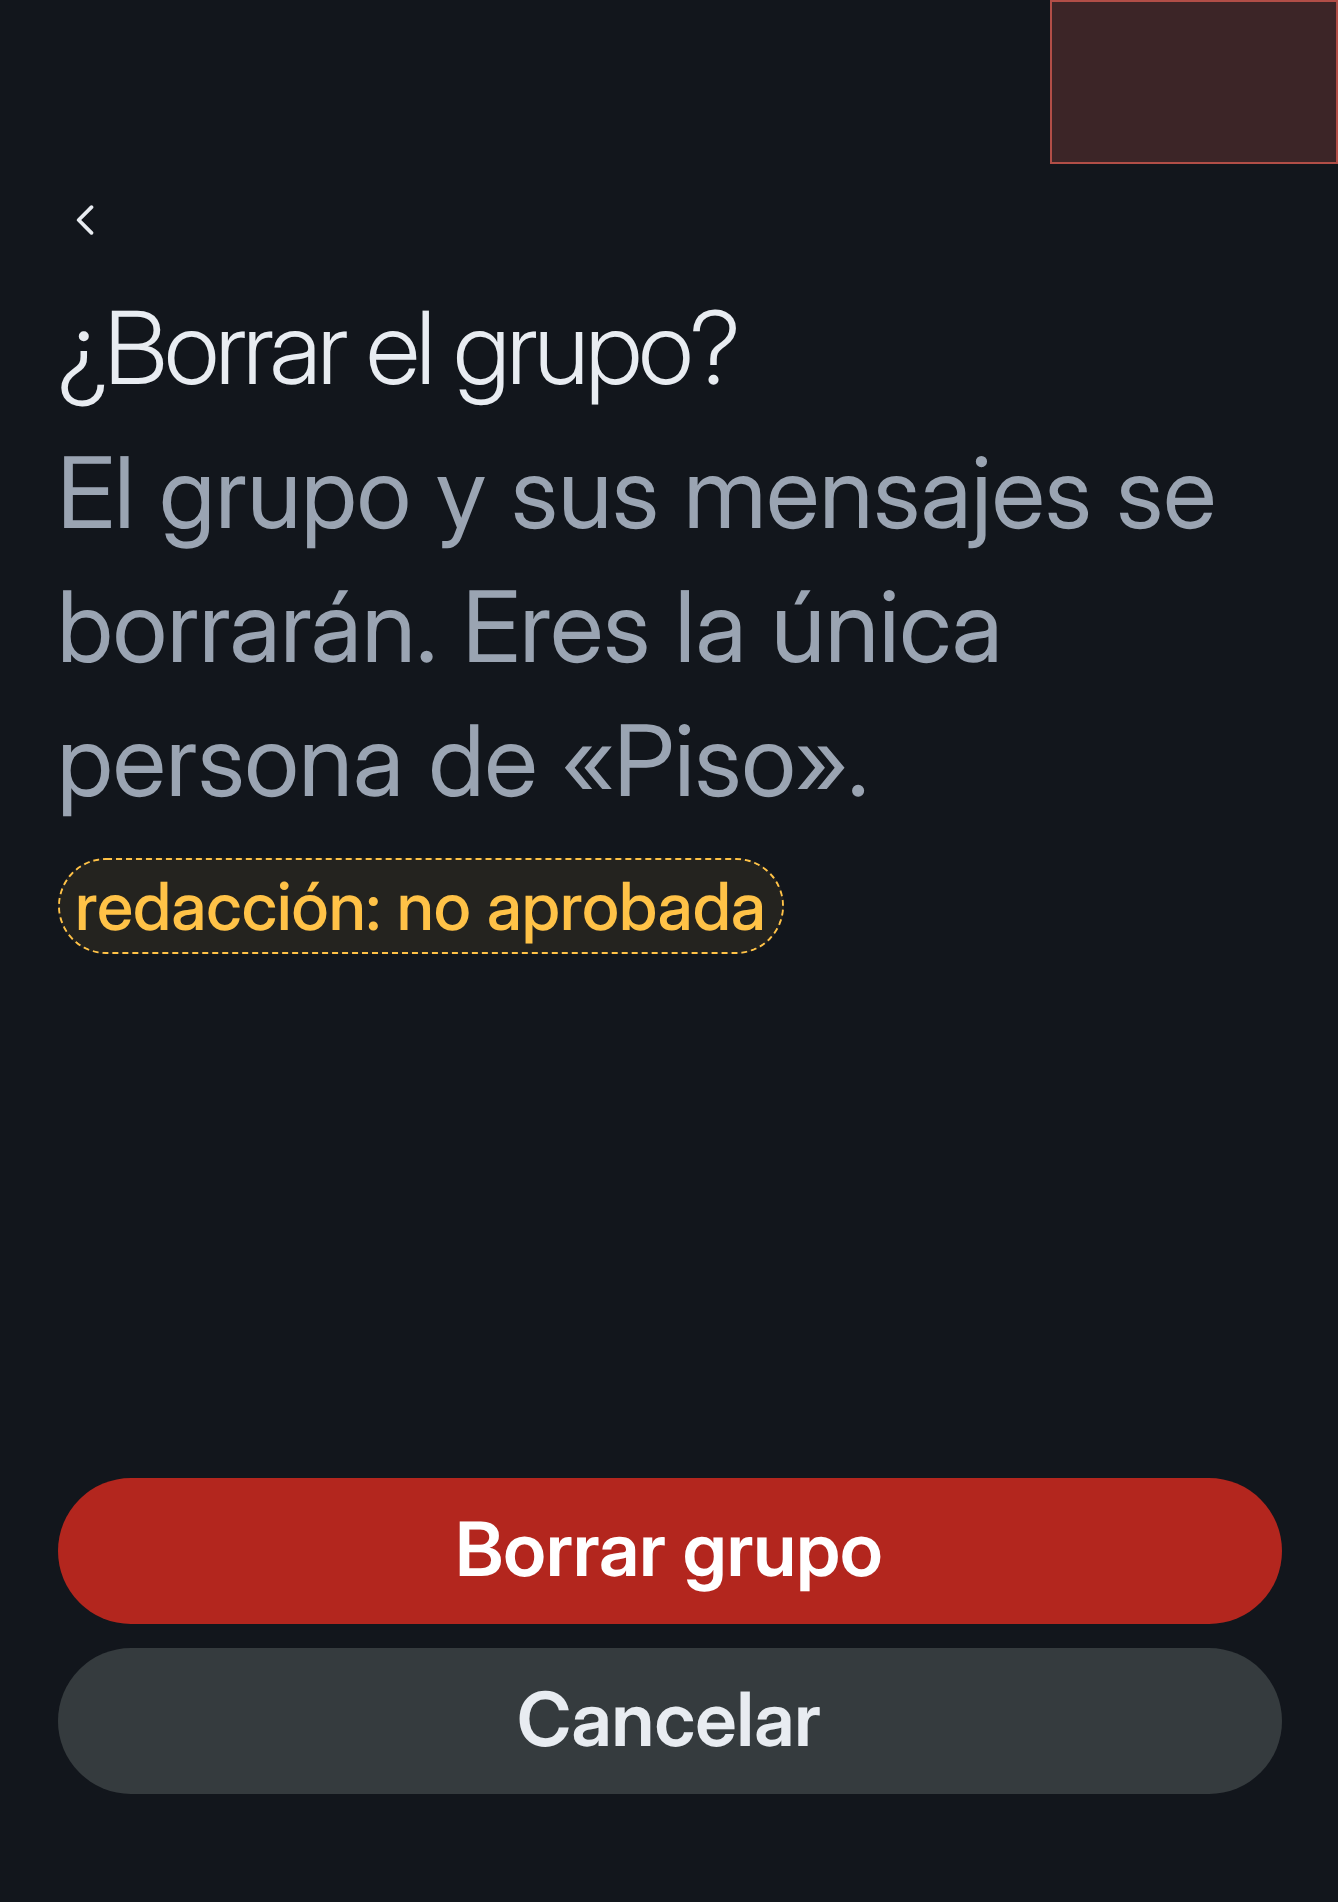 ¿Borrar el grupo?
El grupo y sus mensajes se
borrarán. Eres la única
persona de «Piso».
redacción: no aprobada
Borrar grupo
Cancelar